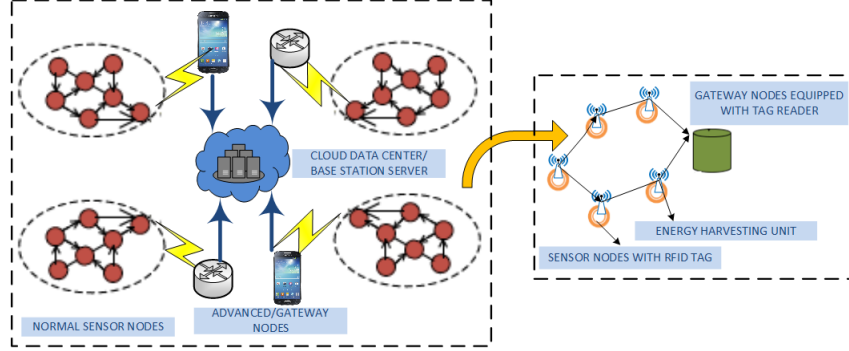 CLOUD DATA CENTER/
BASE STATION SERVER
NORMAL SENSOR NODES
ADVANCED/GATEWAY
NODES
GATEWAY NODES EQUIPPED
WITH TAG READER
ENERGY HARVESTING UNIT
SENSOR NODES WITH RFID TAG